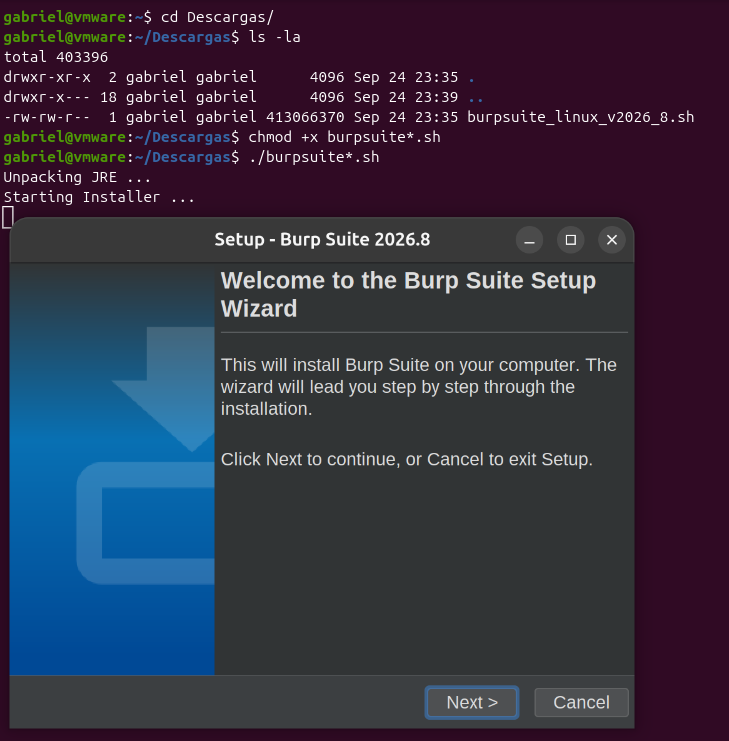 gabriel@vmware:~$ cd Descargas/
gabriel@vmware:~/Descargas$ ls -la
total 403396
drwxr-xr-x  2 gabriel gabriel      4096 Sep 24 23:35 .
drwxr-x--- 18 gabriel gabriel      4096 Sep 24 23:39 ..
-rw-rw-r--  1 gabriel gabriel 413066370 Sep 24 23:35 burpsuite_linux_v2026_8.sh
gabriel@vmware:~/Descargas$ chmod +x burpsuite*.sh
gabriel@vmware:~/Descargas$ ./burpsuite*.sh
Unpacking JRE ...
Starting Installer ...
Setup - Burp Suite 2026.8
Welcome to the Burp Suite Setup
Wizard
This will install Burp Suite on your computer. The
wizard will lead you step by step through the
installation.
Click Next to continue, or Cancel to exit Setup.
Next >
Cancel